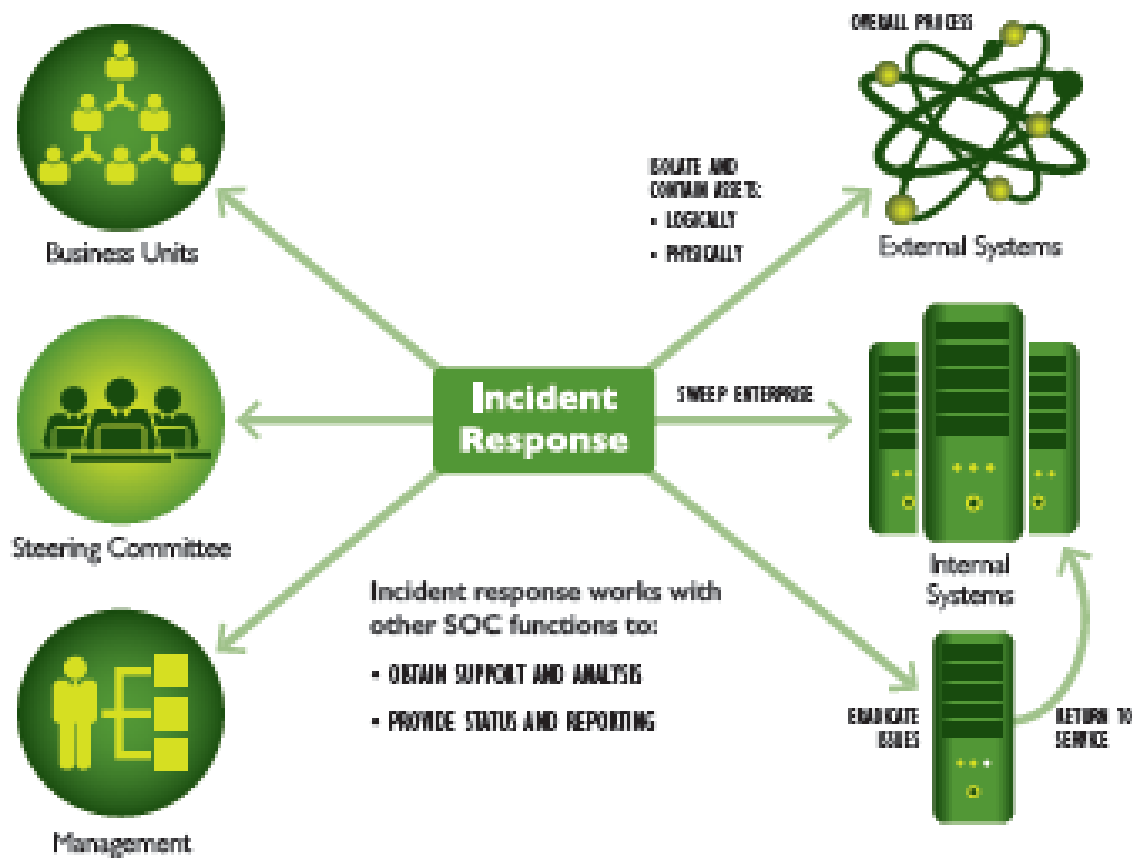 OVERALL PROCESS
Business Units
ISOLATE AND
CONTAIN ASSETS:
• LOGICALLY
• PHYSICALLY
External Systems
Incident
Response
SWEEP ENTERPRISE
Steering Committee
Internal
Systems
Incident response works with
other SOC functions to:
• OBTAIN SUPPORT AND ANALYSIS
• PROVIDE STATUS AND REPORTING
ERADICATE
ISSUES
RETURN TO
SERVICE
Management